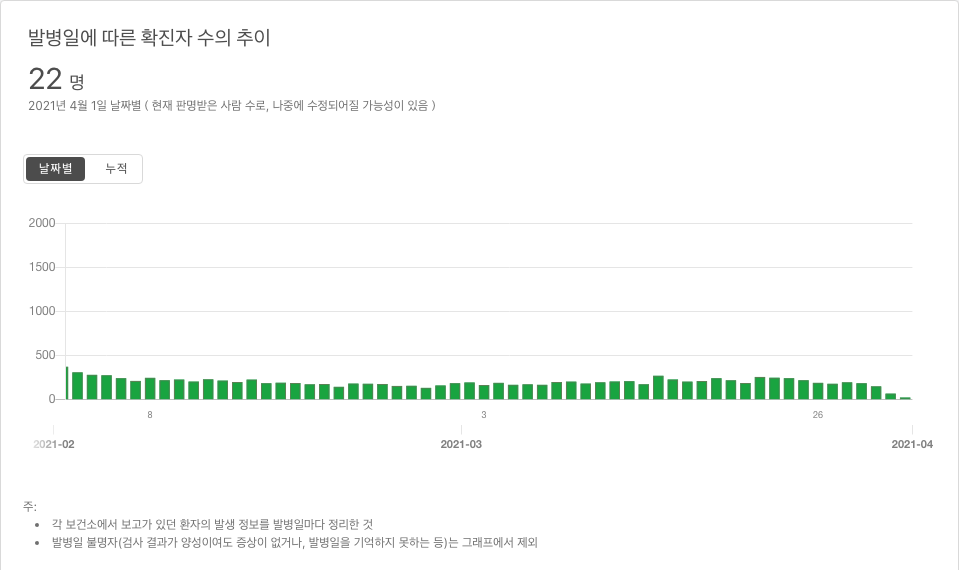 발병일에 따른 확진자 수의 추이
22 명
2021년 4월 1일 날짜별 ( 현재 판명받은 사람 수로, 나중에 수정되어질 가능성이 있음 )
날짜별 누적
2000
1500
1000
500
0
8 3 26
2021-02 2021-03 2021-04
주:
• 각 보건소에서 보고가 있던 환자의 발생 정보를 발병일마다 정리한 것
• 발병일 불명자(검사 결과가 양성이여도 증상이 없거나, 발병일을 기억하지 못하는 등)는 그래프에서 제외